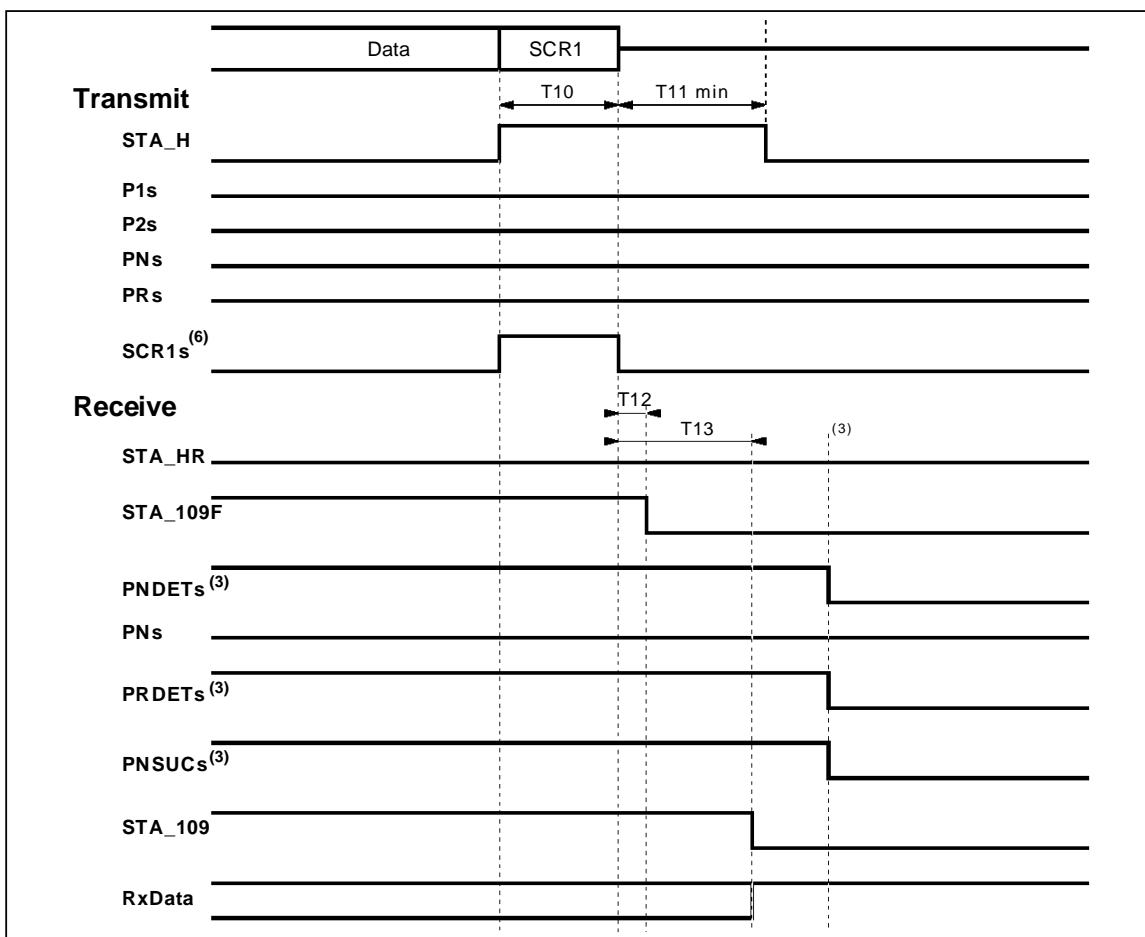 Data SCR1
Transmit
T10 T11 min
STA_H
P1s
P2s
PNs
PRs
SCR1s(6)
Receive
T12
T13 (3)
STA_HR
STA_109F
PNDETs(3)
PNs
PRDETs(3)
PNSUCs(3)
STA_109
RxData